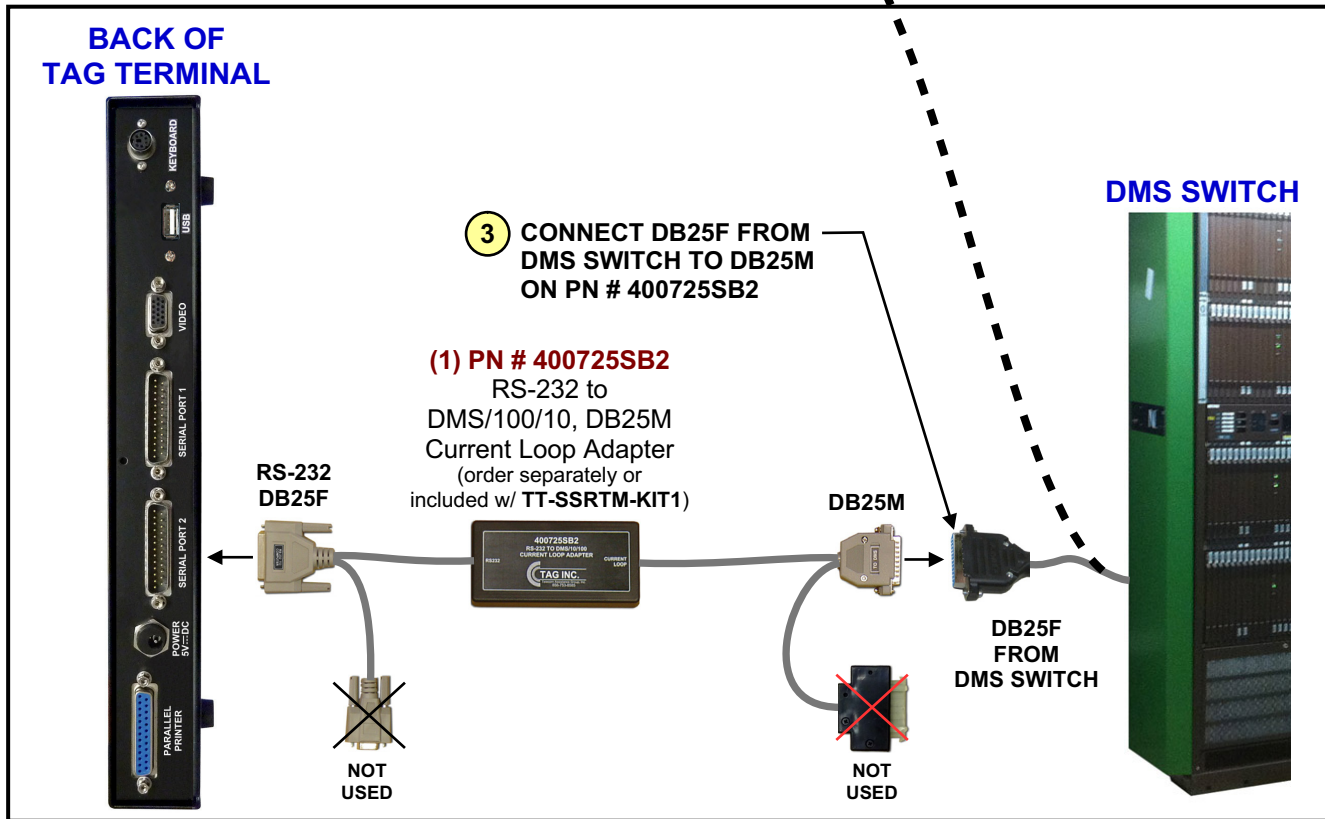 BACK OF
TAG TERMINAL
KEYBOARD
USB
VIDEO
SERIAL PORT 1
SERIAL PORT 2
POWER
5V⎓DC
PARALLEL
PRINTER
DMS SWITCH
3 CONNECT DB25F FROM
DMS SWITCH TO DB25M
ON PN # 400725SB2
(1) PN # 400725SB2
RS-232 to
DMS/100/10, DB25M
Current Loop Adapter
(order separately or
included w/ TT-SSRTM-KIT1)
RS-232
DB25F
400725SB2
RS-232 TO DMS/10/100
CURRENT LOOP ADAPTER
RS232
CURRENT
LOOP
TAG INC.
DB25M
TO DMS
DB25F
FROM
DMS SWITCH
NOT
USED
NOT
USED